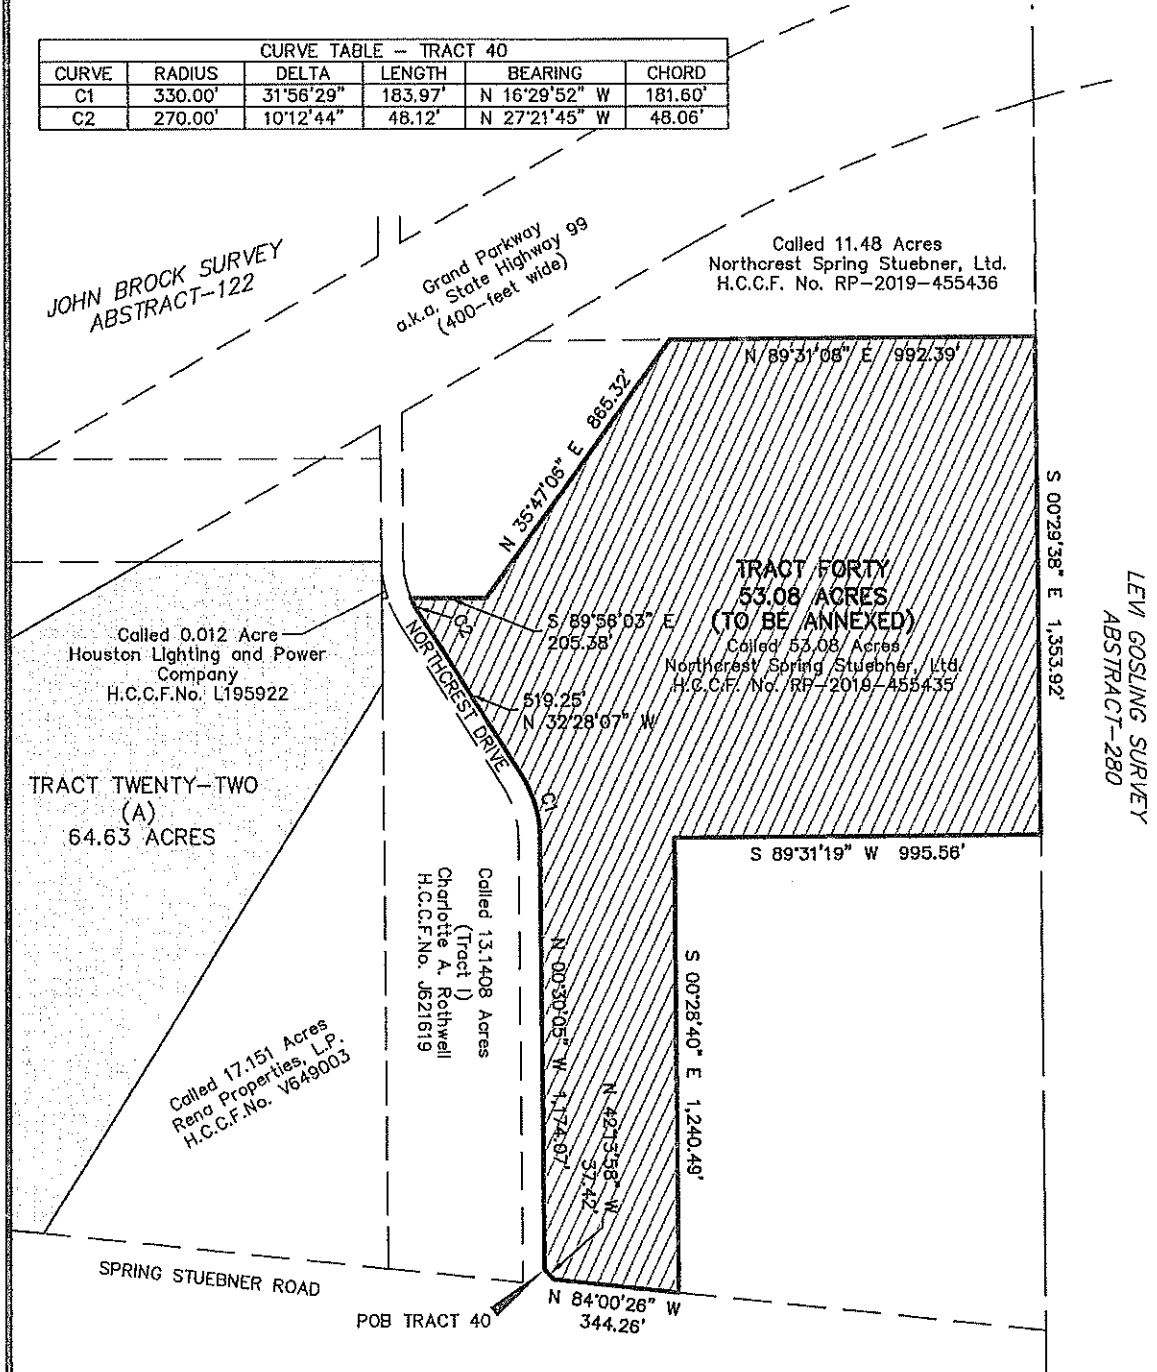 CURVE TABLE – TRACT 40
CURVE RADIUS DELTA LENGTH BEARING CHORD
C1 330.00' 31°56'29" 183.97' N 16°29'52" W 181.60'
C2 270.00' 10°12'44" 48.12' N 27°21'45" W 48.06'
JOHN BROCK SURVEY
ABSTRACT–122
Grand Parkway
a.k.a. State Highway 99
(400–feet wide)
Called 11.48 Acres
Northcrest Spring Stuebner, Ltd.
H.C.C.F. No. RP–2019–455436
N 89°31'08" E 992.39'
N 35°47'06" E 865.32'
S 00°29'38" E 1,353.92'
LEVI GOSLING SURVEY
ABSTRACT–280
TRACT FORTY
53.08 ACRES
(TO BE ANNEXED)
Called 53.08 Acres
Northcrest Spring Stuebner, Ltd.
H.C.C.F. No. RP–2019–455435
S 89°56'03" E
205.38'
C2
NORTHCREST DRIVE
519.25'
N 32°28'07" W
C1
Called 0.012 Acre
Houston Lighting and Power
Company
H.C.C.F.No. L195922
TRACT TWENTY–TWO
(A)
64.63 ACRES
S 89°31'19" W 995.56'
Called 13.1408 Acres
(Tract I)
Charlotte A. Rothwell
H.C.C.F.No. J621619
N 00°30'05" W 1,174.07'
S 00°28'40" E 1,240.49'
N 42°13'58" W
37.42'
Called 17.151 Acres
Rena Properties, L.P.
H.C.C.F.No. V649003
SPRING STUEBNER ROAD
POB TRACT 40
N 84°00'26" W
344.26'